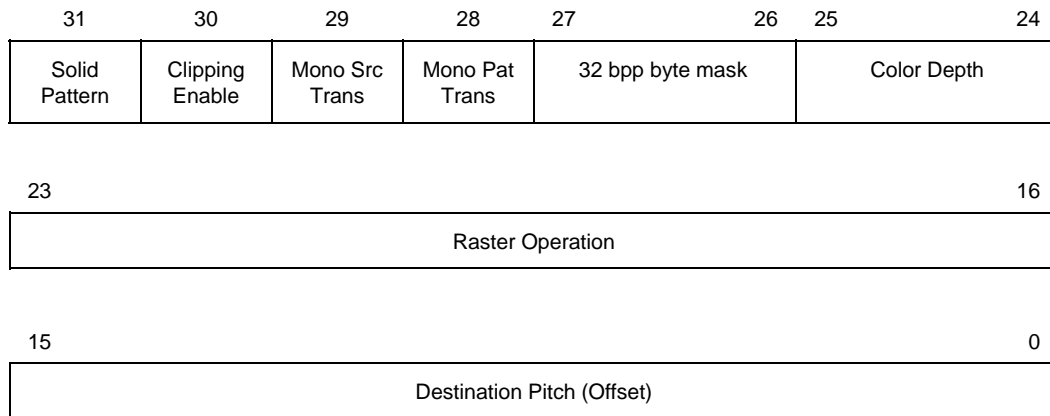 31 30 29 28 27 26 25 24
Solid Clipping Mono Src Mono Pat 32 bpp byte mask Color Depth
Pattern Enable Trans Trans
23 16
Raster Operation
15 0
Destination Pitch (Offset)